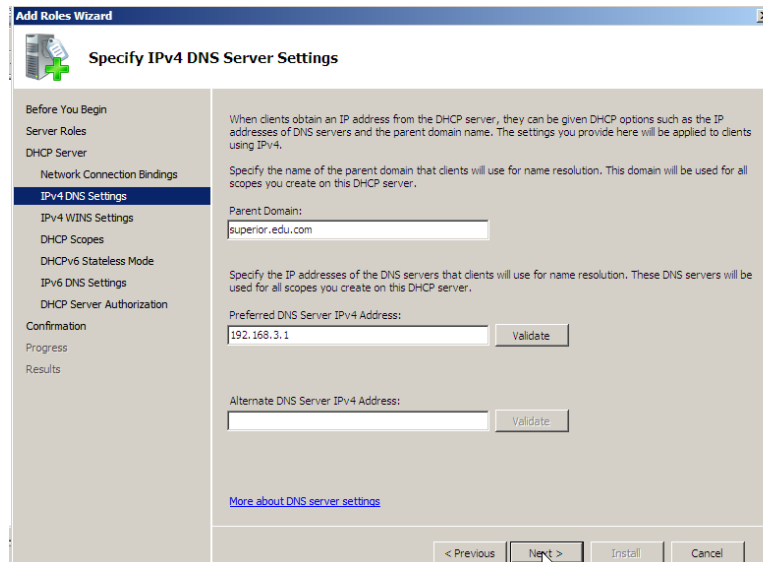 Add Roles Wizard
Specify IPv4 DNS Server Settings
Before You Begin
Server Roles
DHCP Server
Network Connection Bindings
IPv4 DNS Settings
IPv4 WINS Settings
DHCP Scopes
DHCPv6 Stateless Mode
IPv6 DNS Settings
DHCP Server Authorization
Confirmation
Progress
Results
When clients obtain an IP address from the DHCP server, they can be given DHCP options such as the IP
addresses of DNS servers and the parent domain name. The settings you provide here will be applied to clients
using IPv4.
Specify the name of the parent domain that clients will use for name resolution. This domain will be used for all
scopes you create on this DHCP server.
Parent Domain:
superior.edu.com
Specify the IP addresses of the DNS servers that clients will use for name resolution. These DNS servers will be
used for all scopes you create on this DHCP server.
Preferred DNS Server IPv4 Address:
192.168.3.1
Validate
Alternate DNS Server IPv4 Address:
Validate
More about DNS server settings
< Previous
Next >
Install
Cancel